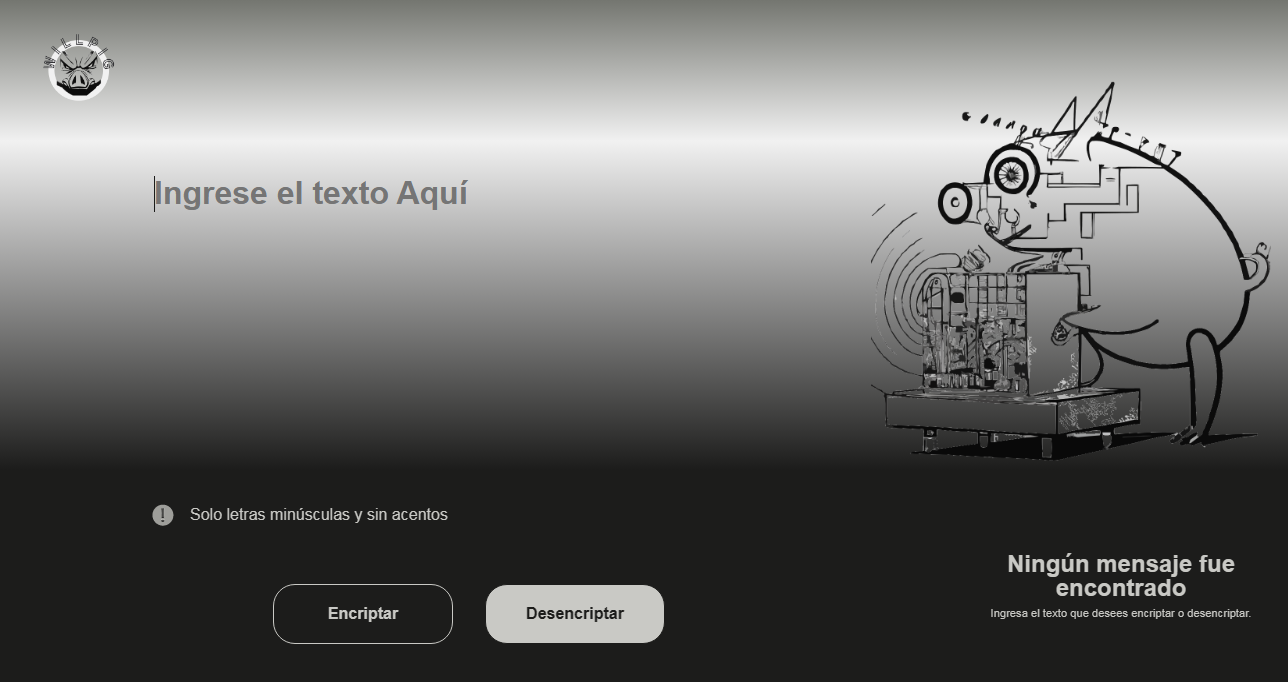 WILLPIG
Ingrese el texto Aquí
Solo letras minúsculas y sin acentos
Encriptar
Desencriptar
Ningún mensaje fue
encontrado
Ingresa el texto que desees encriptar o desencriptar.